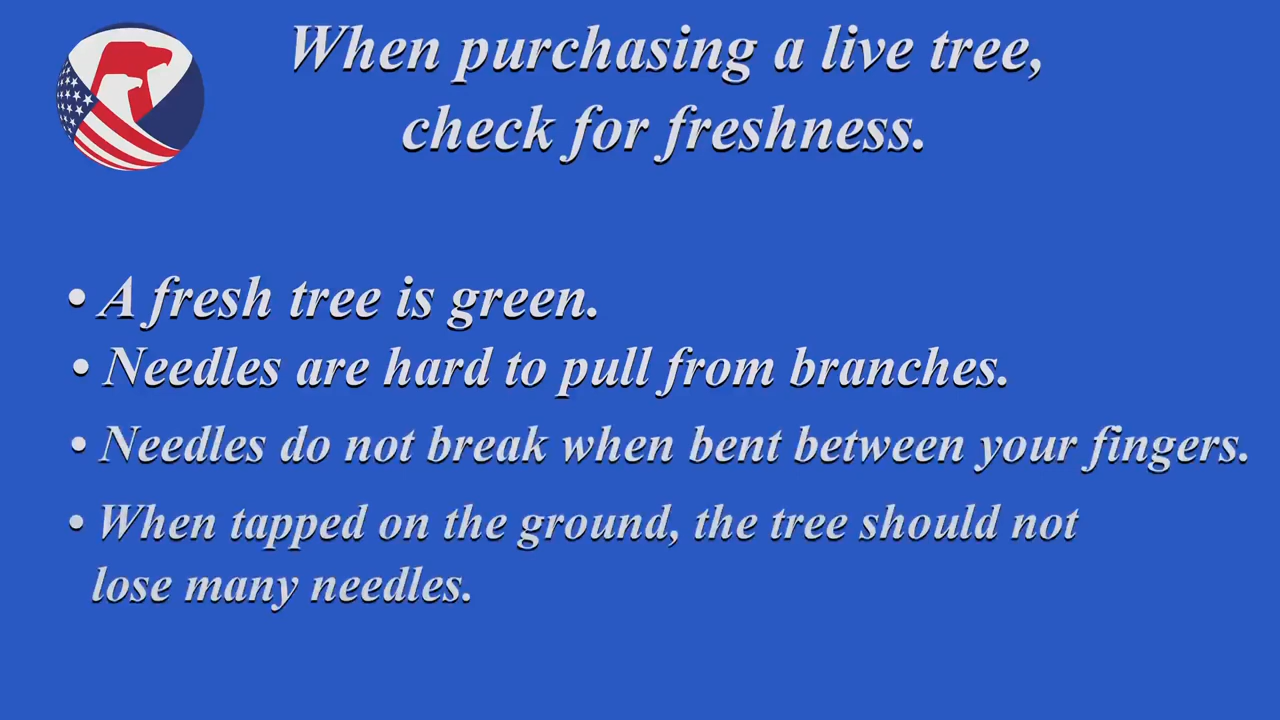 When purchasing a live tree,
check for freshness.
• A fresh tree is green.
• Needles are hard to pull from branches.
• Needles do not break when bent between your fingers.
• When tapped on the ground, the tree should not
lose many needles.